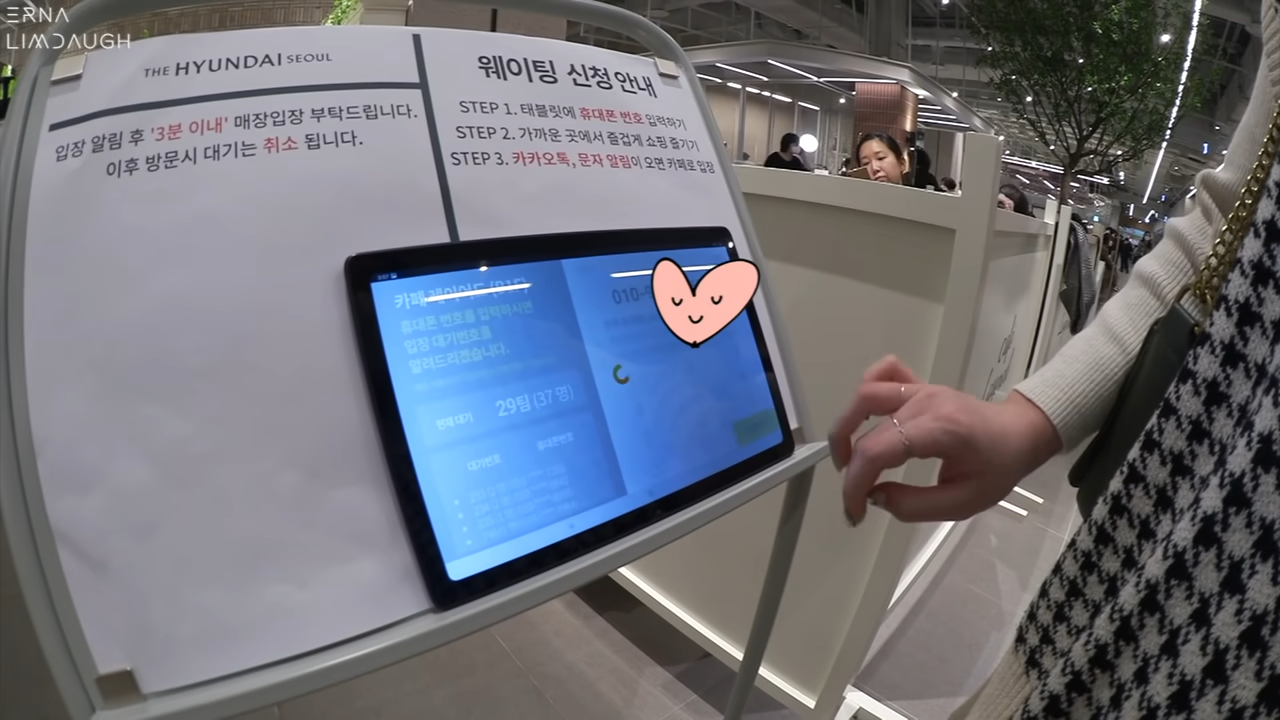 ERNA
LIMDAUGH
THE HYUNDAI SEOUL
입장 알림 후 '3분 이내' 매장입장 부탁드립니다.
이후 방문시 대기는 취소 됩니다.
웨이팅 신청안내
STEP 1. 태블릿에 휴대폰 번호 입력하기
STEP 2. 가까운 곳에서 즐겁게 쇼핑 즐기기
STEP 3. 카카오톡, 문자 알림이 오면 카페로 입장
카페
휴대폰 번호를 입력하시면
입장 대기번호를
알려드리겠습니다.
현재 대기 29팀 (37 명)
대기번호 휴대폰번호
010-